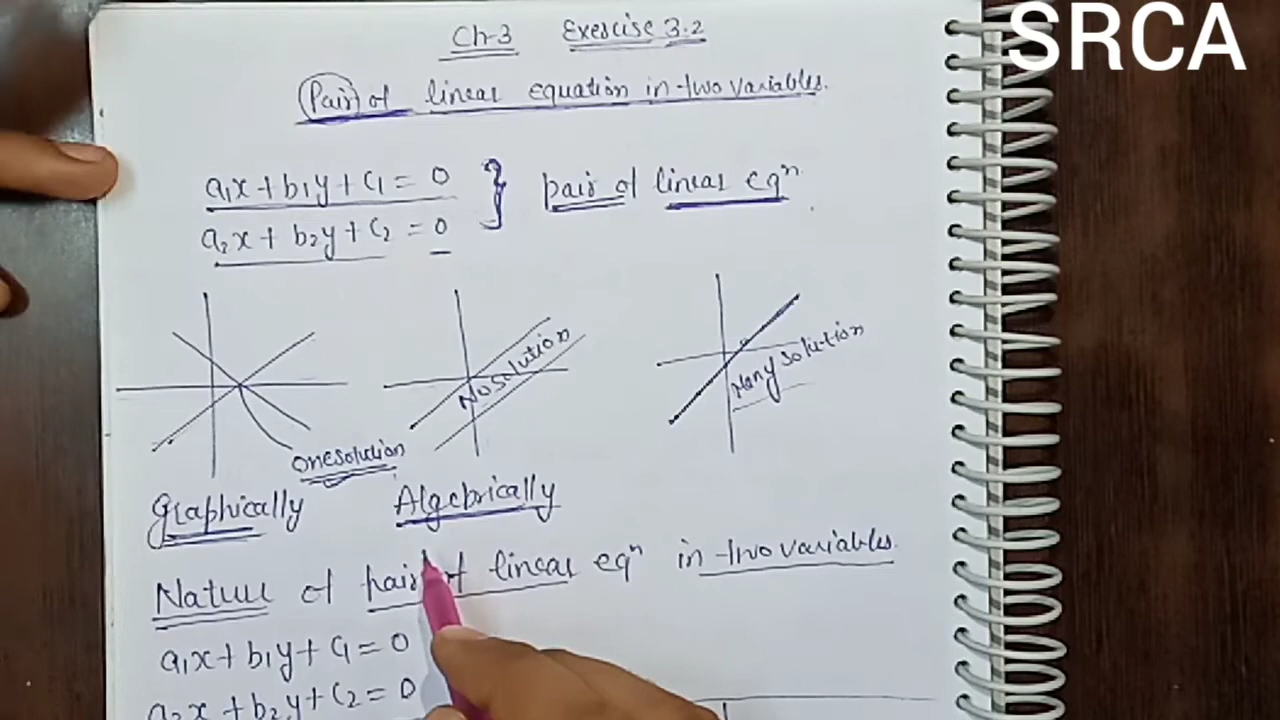 SRCA
Ch-3 Exercise 3.2
Pair of linear equation in two variables.
a₁x + b₁y + c₁ = 0 } pair of linear eqⁿ.
a₂x + b₂y + c₂ = 0
One solution
No solution
Many solution
Graphically Algebrically
Nature of pair of linear eqⁿ in two variables.
a₁x + b₁y + c₁ = 0
a₂x + b₂y + c₂ = 0